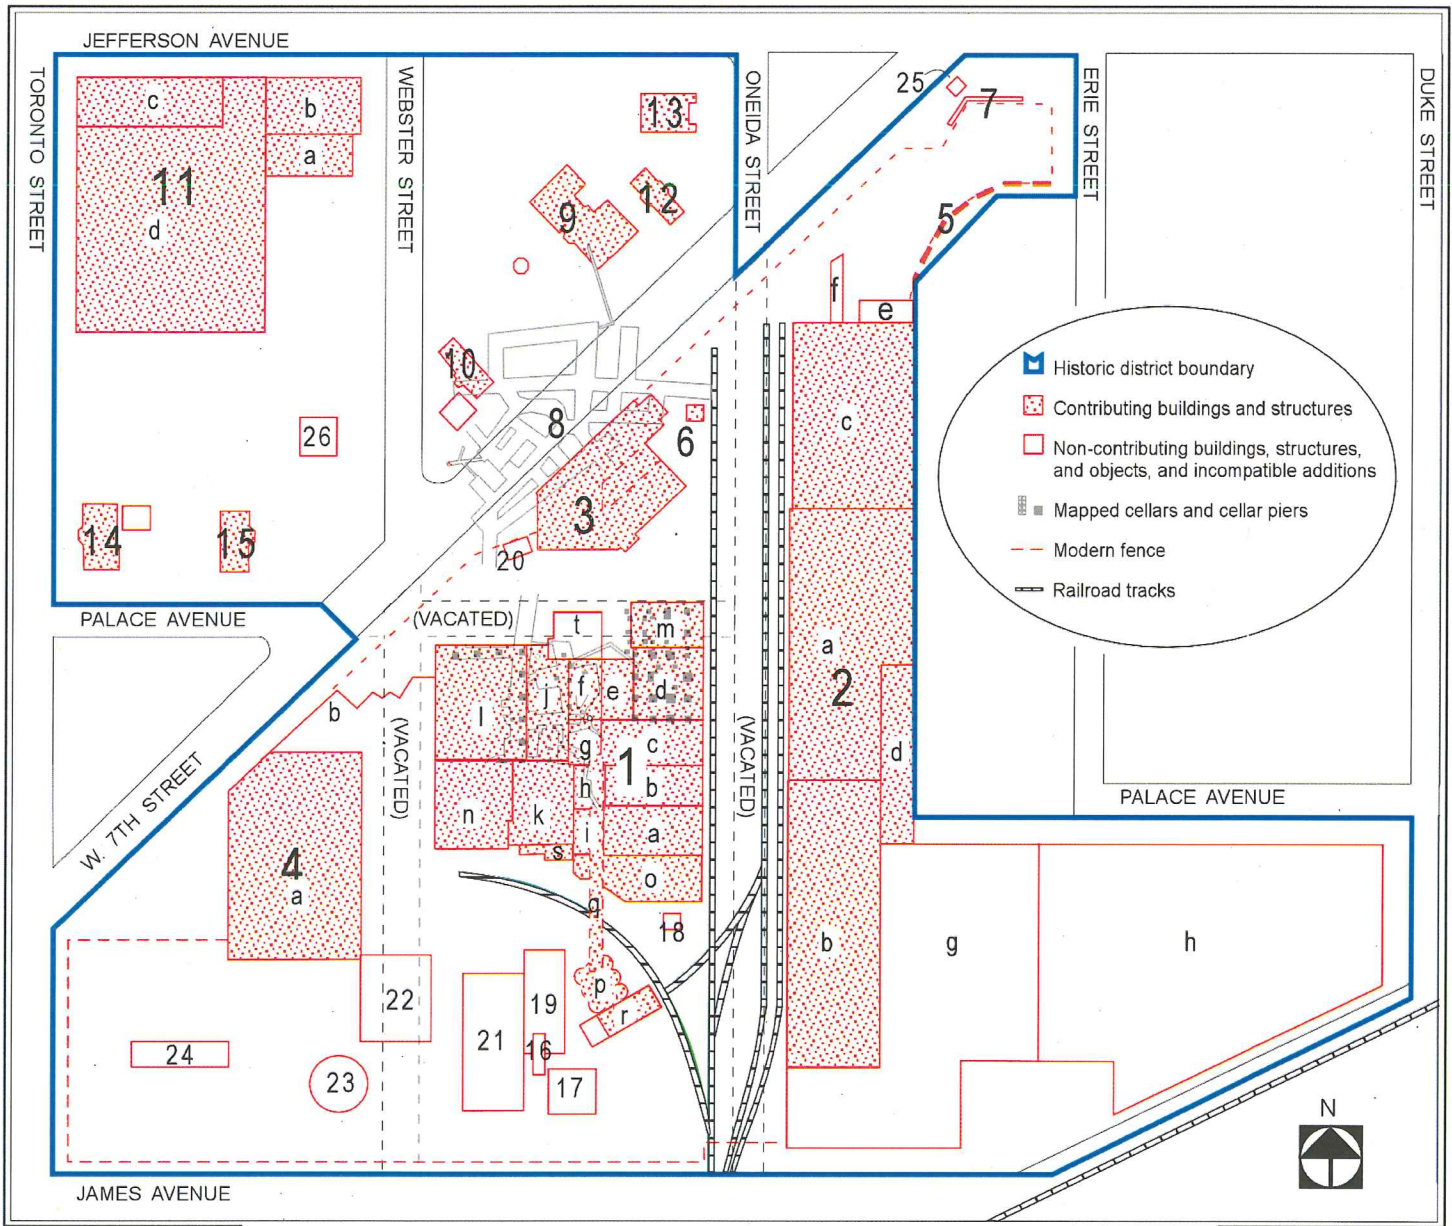 JEFFERSON AVENUE
TORONTO STREET
WEBSTER STREET
ONEIDA STREET
ERIE STREET
DUKE STREET
c
b
a
11
d
13
12
9
25
7
5
f
e
10
8
6
3
20
26
14
15
c
a
2
d
b
g
h
Historic district boundary
Contributing buildings and structures
Non-contributing buildings, structures,
and objects, and incompatible additions
Mapped cellars and cellar piers
Modern fence
Railroad tracks
PALACE AVENUE
(VACATED)
t
m
l
j
f
e
d
g
1
c
h
b
n
k
i
a
s
o
q
18
p
r
(VACATED)
(VACATED)
PALACE AVENUE
W. 7TH STREET
b
4
a
22
19
21
16
17
24
23
N
JAMES AVENUE